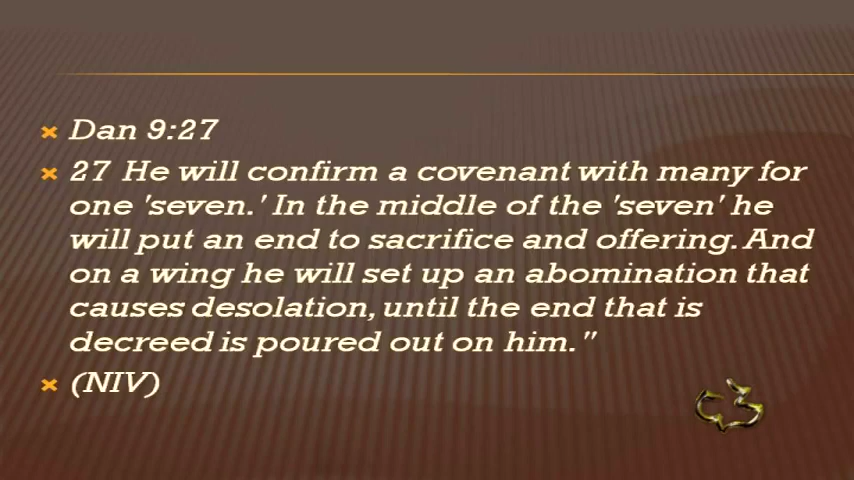 Dan 9:27
27 He will confirm a covenant with many for
one 'seven.' In the middle of the 'seven' he
will put an end to sacrifice and offering. And
on a wing he will set up an abomination that
causes desolation, until the end that is
decreed is poured out on him."
(NIV)